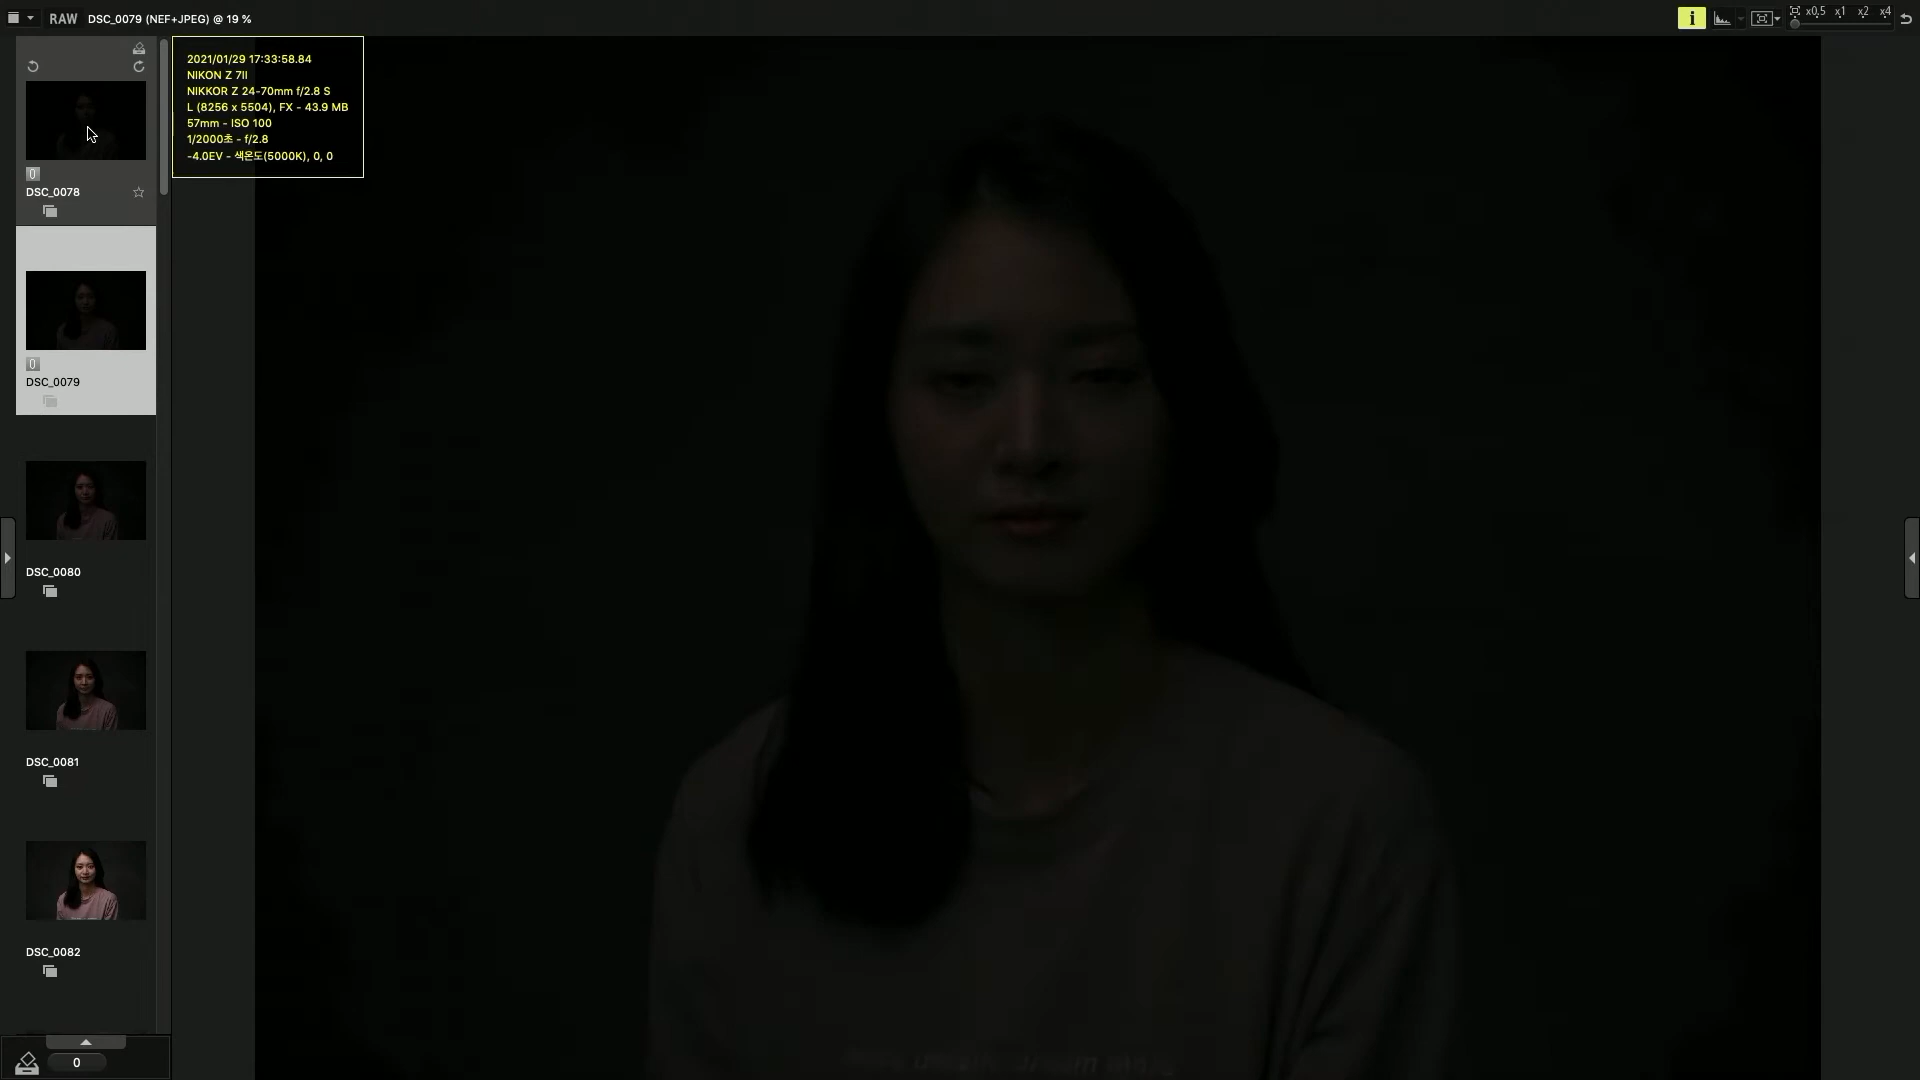 RAW DSC_0079 (NEF+JPEG) @ 19 %
i x0.5 x1 x2 x4
2021/01/29 17:33:58.84
NIKON Z 7II
NIKKOR Z 24-70mm f/2.8 S
L (8256 x 5504), FX - 43.9 MB
57mm - ISO 100
1/2000초 - f/2.8
-4.0EV - 색온도(5000K), 0, 0
DSC_0078
DSC_0079
DSC_0080
DSC_0081
DSC_0082
0